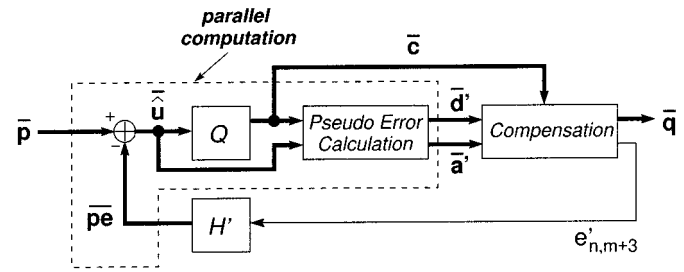 parallel
computation
c̅
p̅
+
−
û̅
Q
Pseudo Error
Calculation
d̅'
a̅'
Compensation
q̅
p̅e̅
H'
e'n,m+3